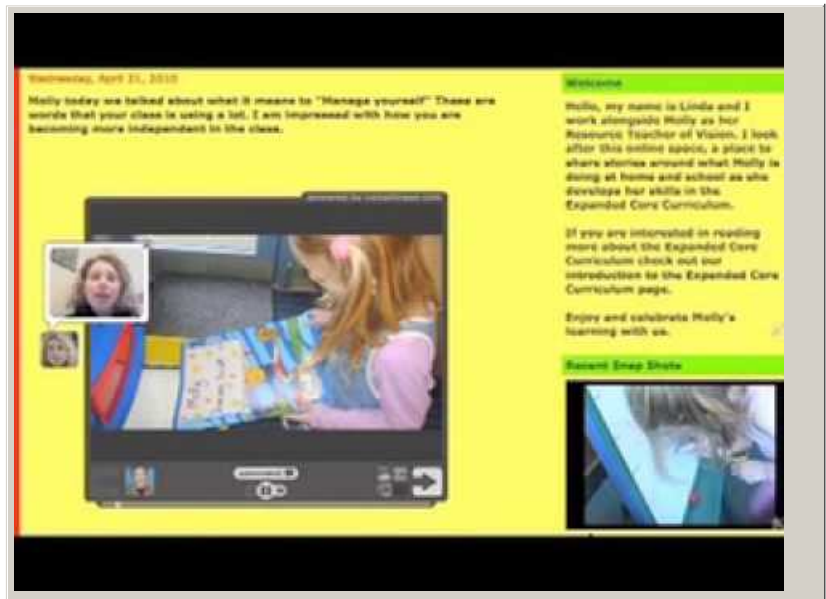 Wednesday, April 21, 2010
Molly today we talked about what it means to "Manage yourself" These are
words that your class is using a lot. I am impressed with how you are
becoming more independent in the class.
Welcome
Hello, my name is Linda and I
work alongside Molly as her
Resource Teacher of Vision. I look
after this online space, a place to
share stories around what Molly is
doing at home and school as she
develops her skills in the
Expanded Core Curriculum.
If you are interested in reading
more about the Expanded Core
Curriculum check out our
introduction to the Expanded Core
Curriculum page.
Enjoy and celebrate Molly's
learning with us.
Recent Snap Shots
Molly